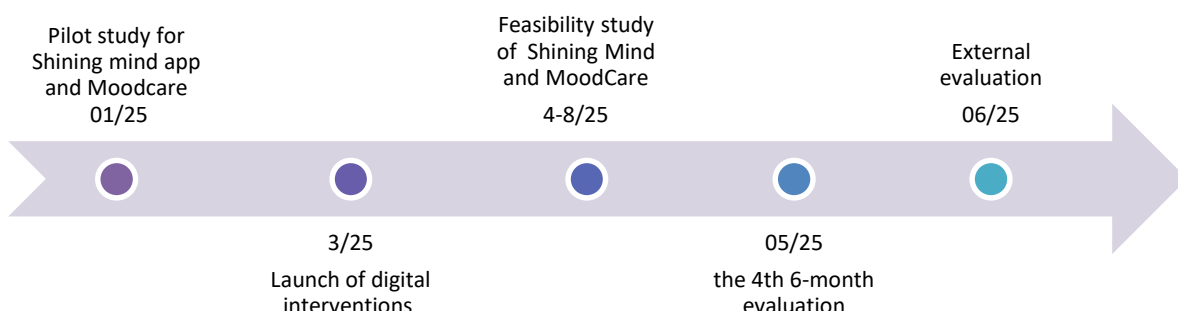 Pilot study for
Shining mind app
and Moodcare
01/25
3/25
Launch of digital
interventions
Feasibility study
of Shining Mind
and MoodCare
4-8/25
05/25
the 4th 6-month
evaluation
External
evaluation
06/25